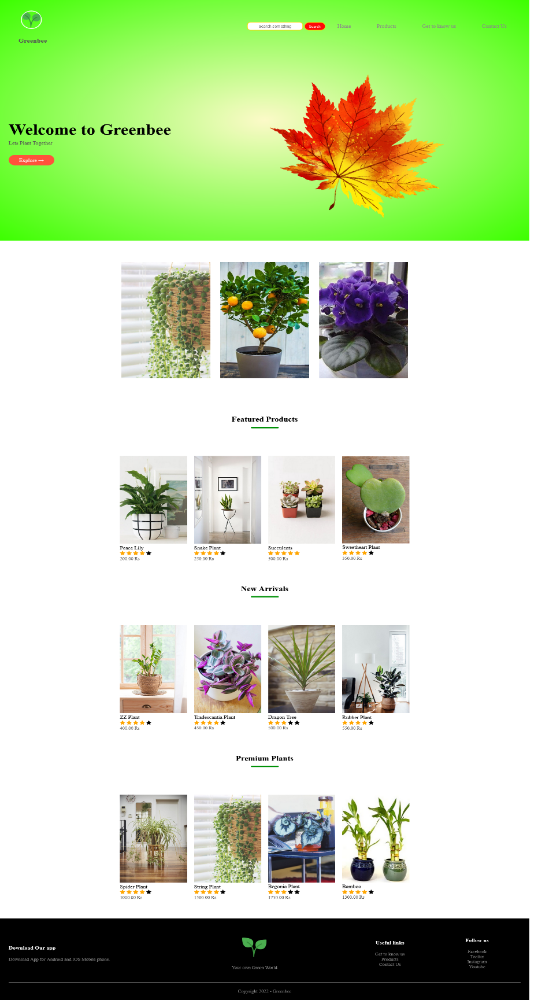 Greenbee
Search something
Search
Home
Products
Get to know us
Contact Us
Welcome to Greenbee
Lets Plant Together
Explore →
Featured Products
Peace Lily
200.00 Rs
Snake Plant
250.00 Rs
Succulents
500.00 Rs
Sweetheart Plant
350.00 Rs
New Arrivals
ZZ Plant
400.00 Rs
Tradescantia Plant
450.00 Rs
Dragon Tree
500.00 Rs
Rubber Plant
550.00 Rs
Premium Plants
Spider Plant
1000.00 Rs
String Plant
1500.00 Rs
Begonia Plant
1750.00 Rs
Bamboo
1300.00 Rs
Download Our app
Download App for Android and IOS Mobile phone.
Your own Green World
Useful links
Get to know us
Products
Contact Us
Follow us
Facebook
Twitter
Instagram
Youtube
Copyright 2022 - Greenbee